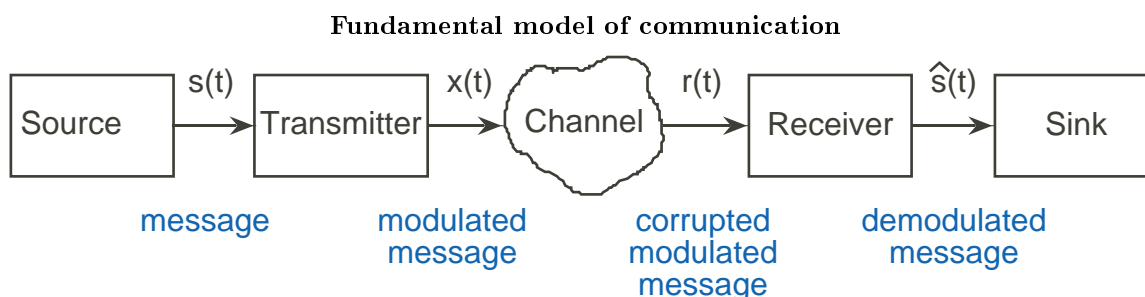 Fundamental model of communication
s(t) x(t) r(t) ŝ(t)
Source Transmitter Channel Receiver Sink
message modulated corrupted demodulated
message modulated message
message